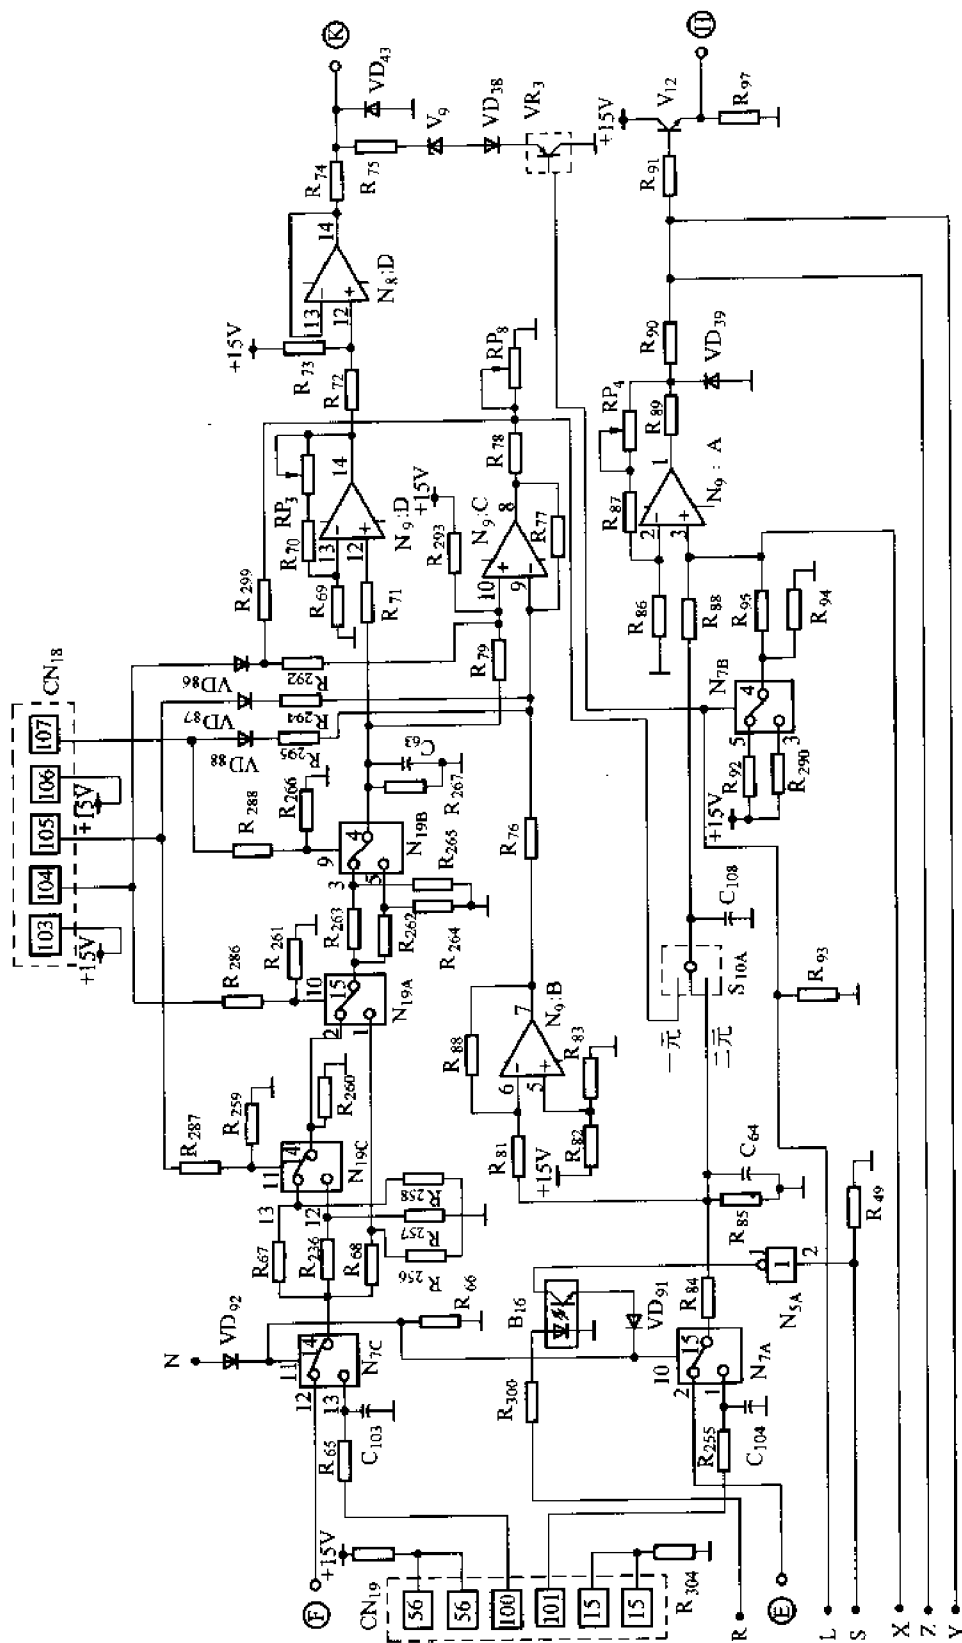 K
VD43
R74
R75
V9
VD38
VR3
+15V
V12
H
R97
R91
14
N8:D
13
12
+15V
R73
R72
RP8
R90
VD39
RP4
R89
R78
R87
N9:A
1
2
3
14
RP3
R70
13
12
N9:D
+15V
R293
N9:C
8
10
9
R77
R69
R71
R299
R86
R88
R95
R94
R79
VD86
R292
VD87
R294
VD88
R295
CN18
107
106
105
104
103
+15V
+15V
R288
R266
C63
R267
N7B
4
5
3
R92
R290
+15V
9
4
3
5
N19B
R265
R263
R262
R264
R76
C108
R286
R261
10
15
2
1
N19A
S10A
R93
一元
二元
7
N9:B
R88
6
5
R83
R82
R81
+15V
R287
R259
R260
11
4
13
12
N19C
R258
R257
R256
R67
R236
R68
C64
R85
R49
VD92
N
R66
11
14
12
13
N7C
B16
VD91
R84
1
1
2
N5A
R300
10
15
2
1
N7A
R65
C103
R255
C104
F
+15V
CN19
56
56
100
101
15
15
R304
R
E
L
S
X
Z
Y